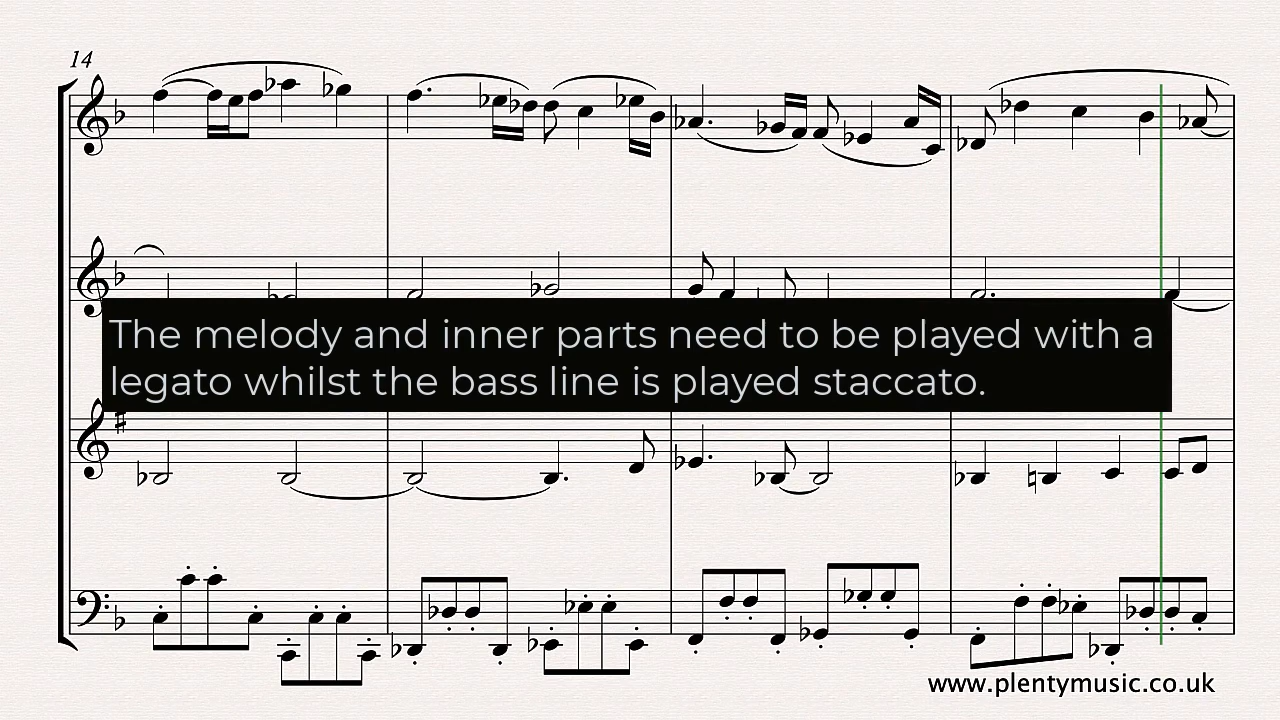 14
The melody and inner parts need to be played with a
legato whilst the bass line is played staccato.
www.plentymusic.co.uk